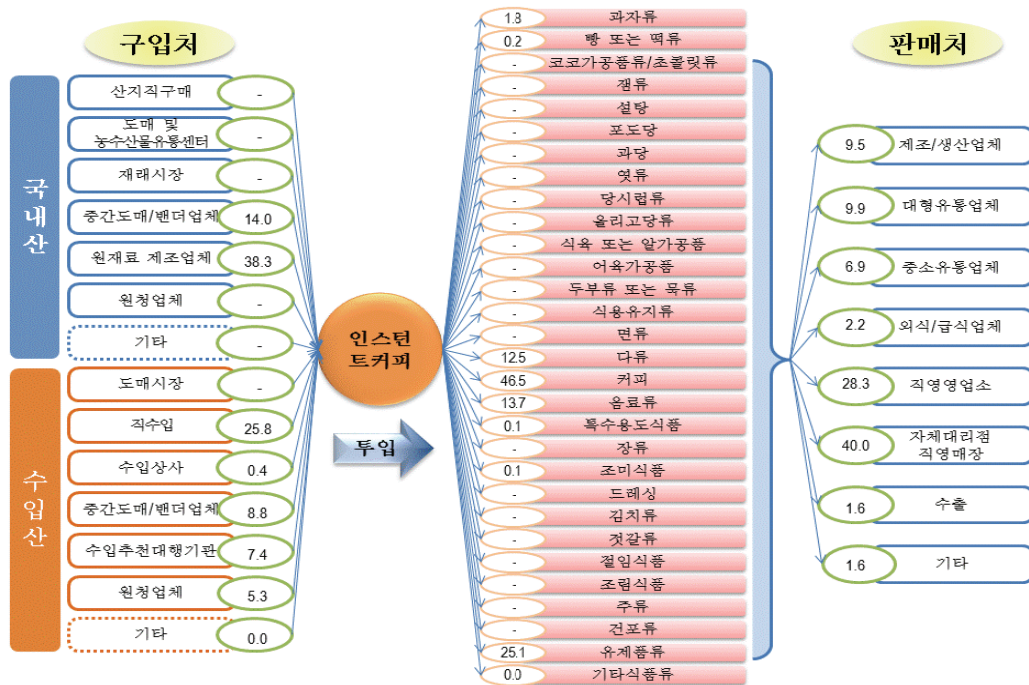 구입처
국내산
산지직구매
-
도매 및
농수산물유통센터
-
재래시장
-
중간도매/밴더업체
14.0
원재료 제조업체
38.3
원청업체
-
기타
-
수입산
도매시장
-
직수입
25.8
수입상사
0.4
중간도매/밴더업체
8.8
수입추천대행기관
7.4
원청업체
5.3
기타
0.0
인스턴
트커피
투입
1.8
과자류
0.2
빵 또는 떡류
-
코코가공품류/초콜릿류
-
잼류
-
설탕
-
포도당
-
과당
-
엿류
-
당시럽류
-
올리고당류
-
식육 또는 알가공품
-
어육가공품
-
두부류 또는 묵류
-
식용유지류
-
면류
12.5
다류
46.5
커피
13.7
음료류
0.1
특수용도식품
-
장류
0.1
조미식품
-
드레싱
-
김치류
-
젓갈류
-
절임식품
-
조림식품
-
주류
-
건포류
25.1
유제품류
0.0
기타식품류
판매처
9.5
제조/생산업체
9.9
대형유통업체
6.9
중소유통업체
2.2
외식/급식업체
28.3
직영영업소
40.0
자체대리점
직영매장
1.6
수출
1.6
기타